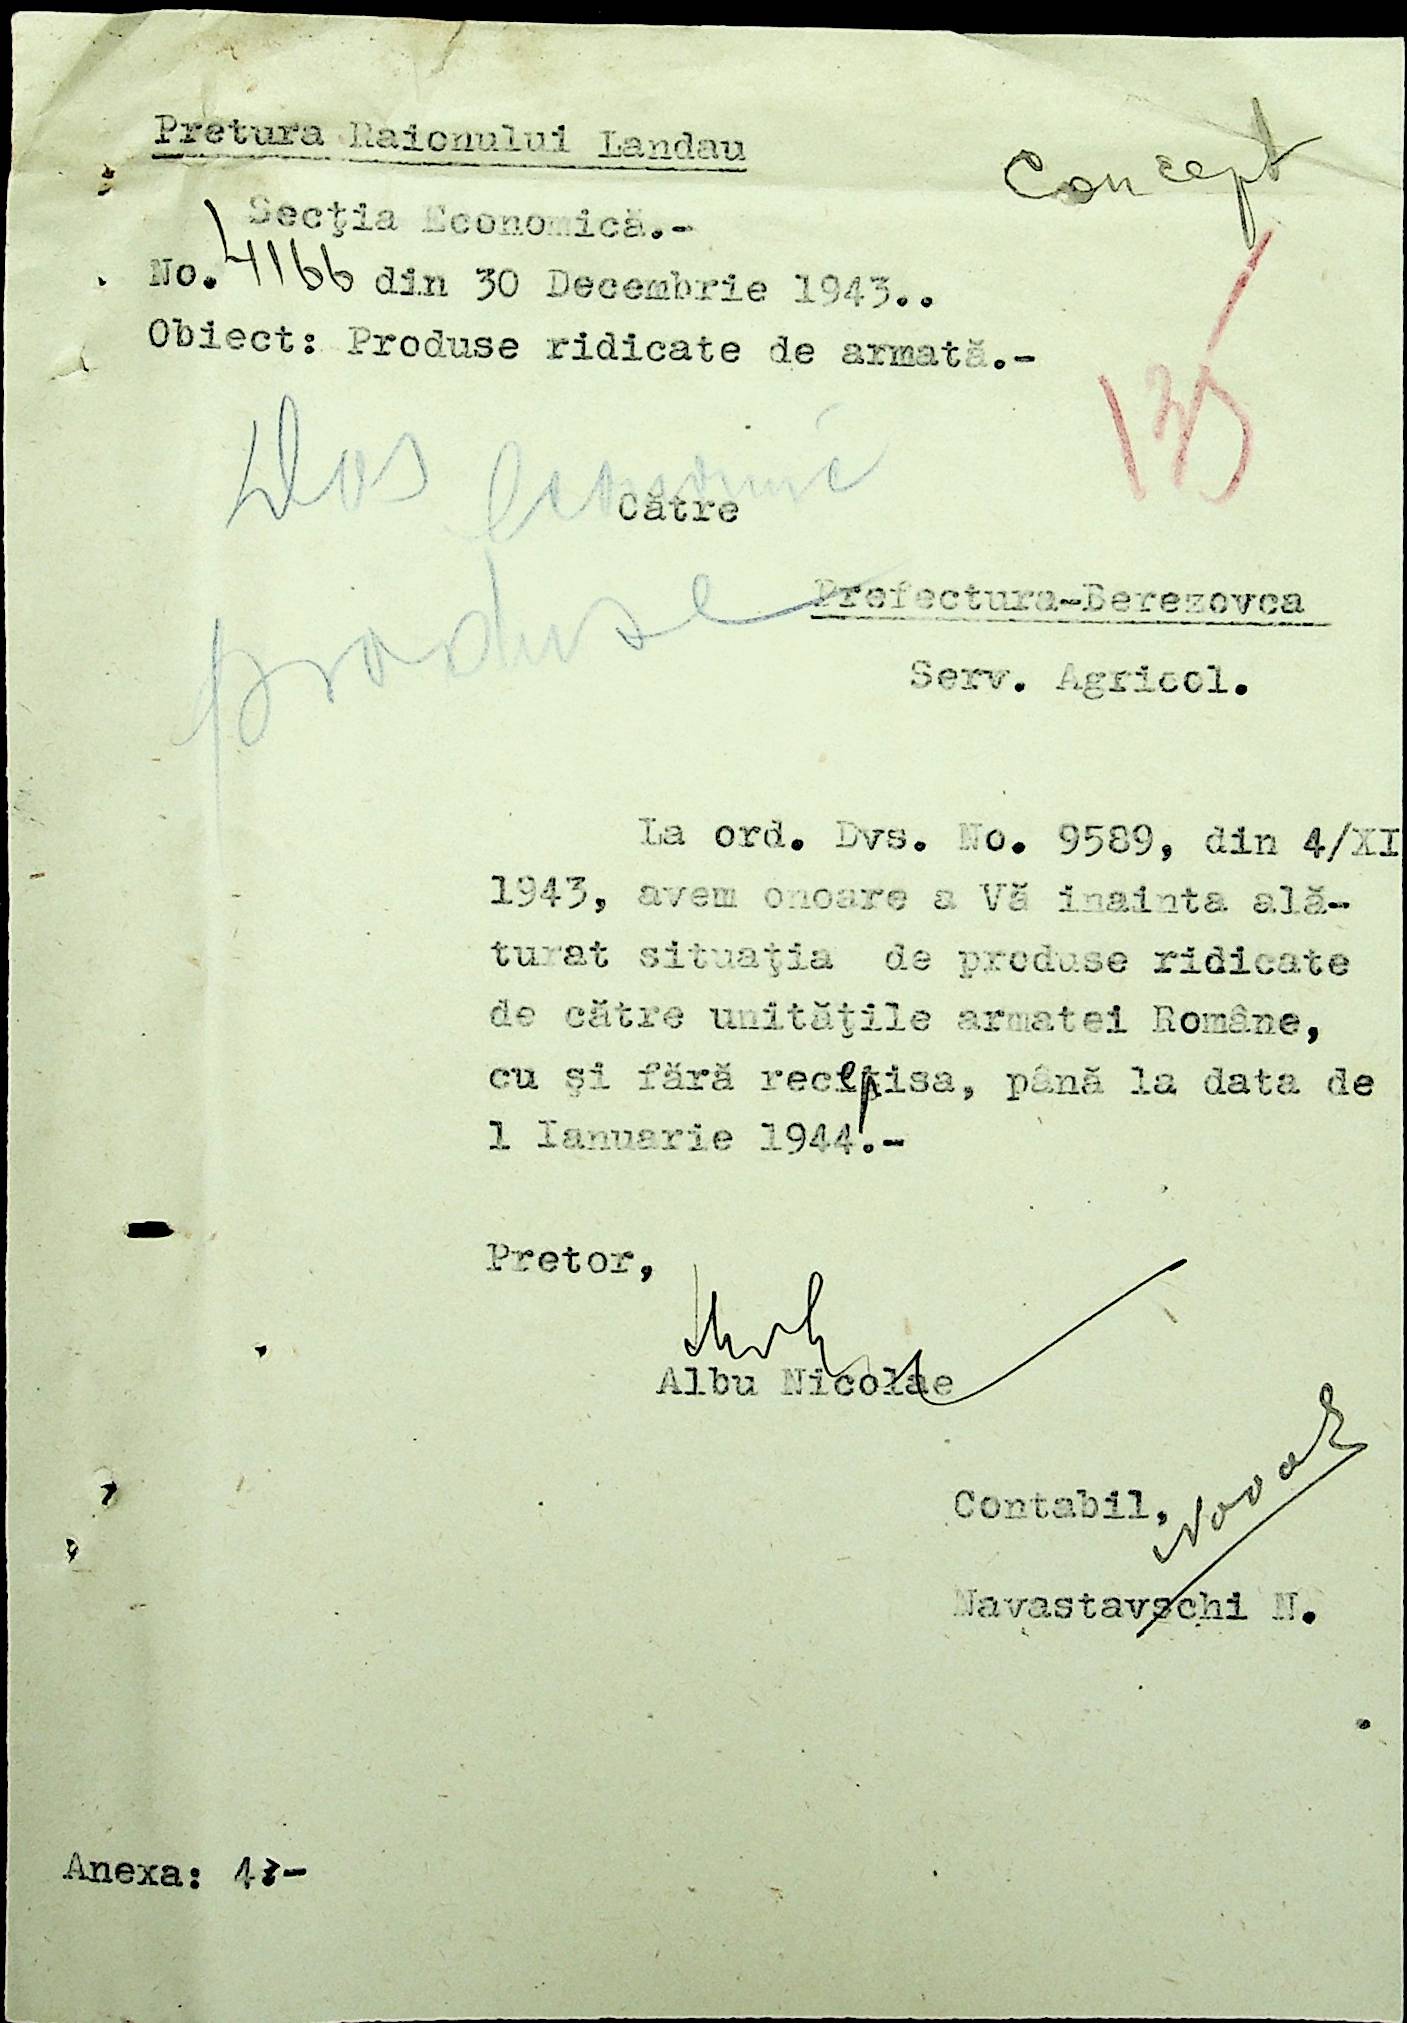 Pretura Raionului Landau
Concept
Secţia Economică.-
No. 4166 din 30 Decembrie 1943..
Obiect: Produse ridicate de armată.-
135
Dos Economic
Către
produse
Prefectura-Berezovca
Serv. Agricol.
La ord. Dvs. No. 9589, din 4/XI
1943, avem onoare a Vă inainta ală-
turat situaţia de produse ridicate
de către unităţile armatei Române,
cu şi fără recepisa, până la data de
1 Ianuarie 1944.-
Pretor,
Albu Nicolae
Contabil,
Novak
Navastavschi N.
Anexa: